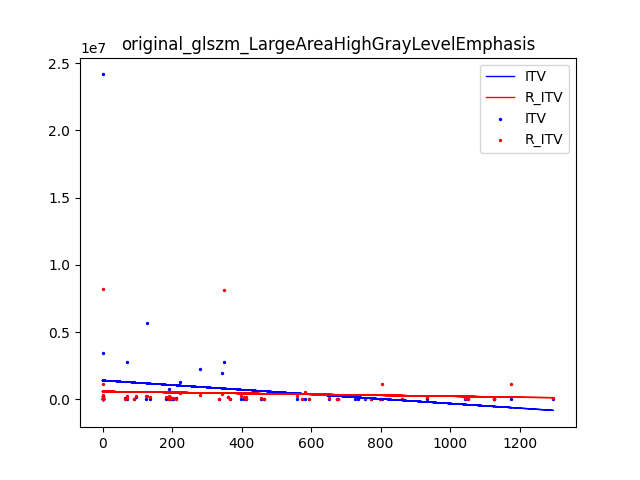 original_glszm_LargeAreaHighGrayLevelEmphasis
1e7
2.5
2.0
1.5
1.0
0.5
0.0
0 200 400 600 800 1000 1200
ITV
R_ITV
ITV
R_ITV